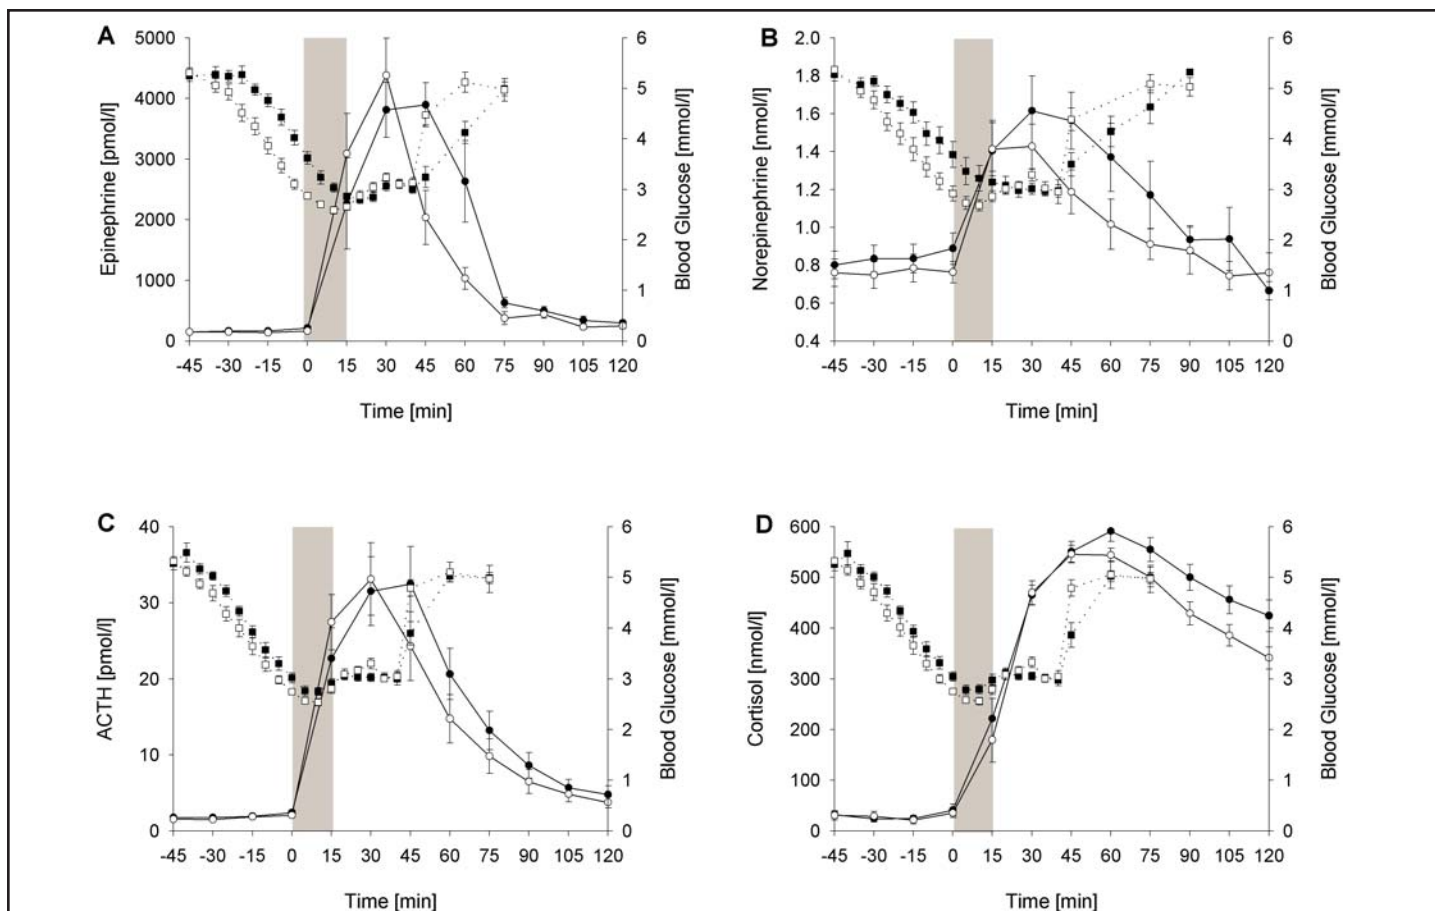 A
5000
4000
3000
2000
1000
0
Epinephrine [pmol/l]
6
5
4
3
2
1
0
Blood Glucose [mmol/l]
-45 -30 -15 0 15 30 45 60 75 90 105 120
Time [min]
B
2.0
1.8
1.6
1.4
1.2
1.0
0.8
0.6
0.4
Norepinephrine [nmol/l]
6
5
4
3
2
1
0
Blood Glucose [mmol/l]
-45 -30 -15 0 15 30 45 60 75 90 105 120
Time [min]
C
40
30
20
10
0
ACTH [pmol/l]
6
5
4
3
2
1
0
Blood Glucose [mmol/l]
-45 -30 -15 0 15 30 45 60 75 90 105 120
Time [min]
D
600
500
400
300
200
100
0
Cortisol [nmol/l]
6
5
4
3
2
1
0
Blood Glucose [mmol/l]
-45 -30 -15 0 15 30 45 60 75 90 105 120
Time [min]